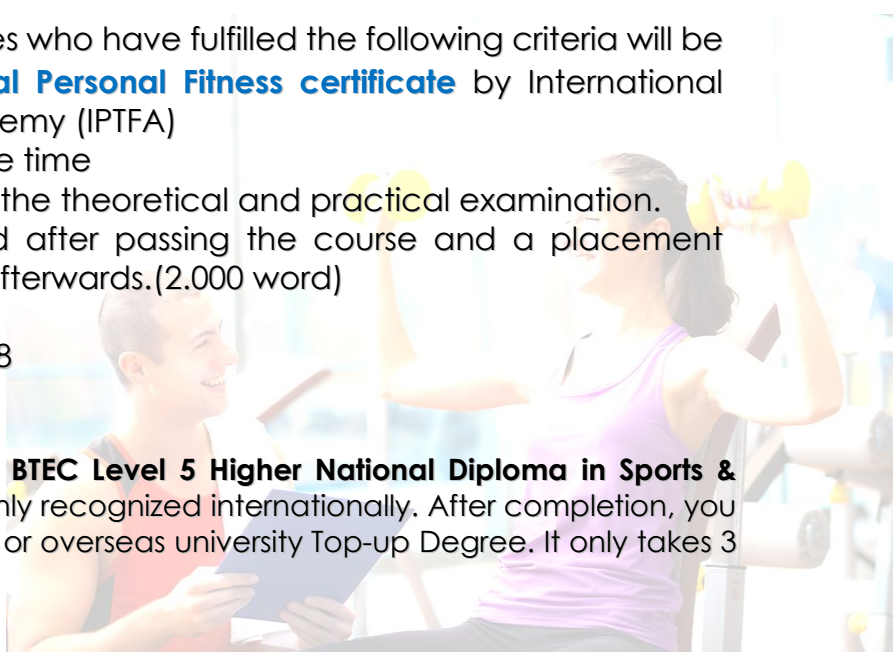 es who have fulfilled the following criteria will be
al Personal Fitness certificate by International
emy (IPTFA)
e time
the theoretical and practical examination.
d after passing the course and a placement
fterwards.(2.000 word)
8
BTEC Level 5 Higher National Diploma in Sports &
hly recognized internationally. After completion, you
or overseas university Top-up Degree. It only takes 3